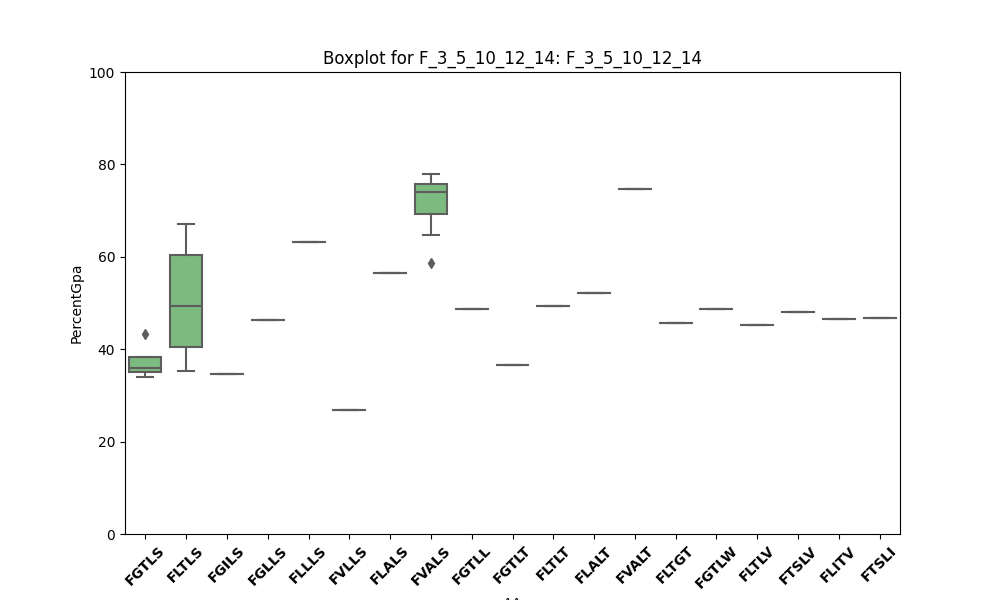 Boxplot for F_3_5_10_12_14: F_3_5_10_12_14
PercentGpa
100
80
60
40
20
0
FGTLS FLTLS FGILS FGLLS FLLLS FVLLS FLALS FVALS FGTLL FGTLT FLTLT FLALT FVALT FLTGT FGTLW FLTLV FTSLV FLITV FTSLI